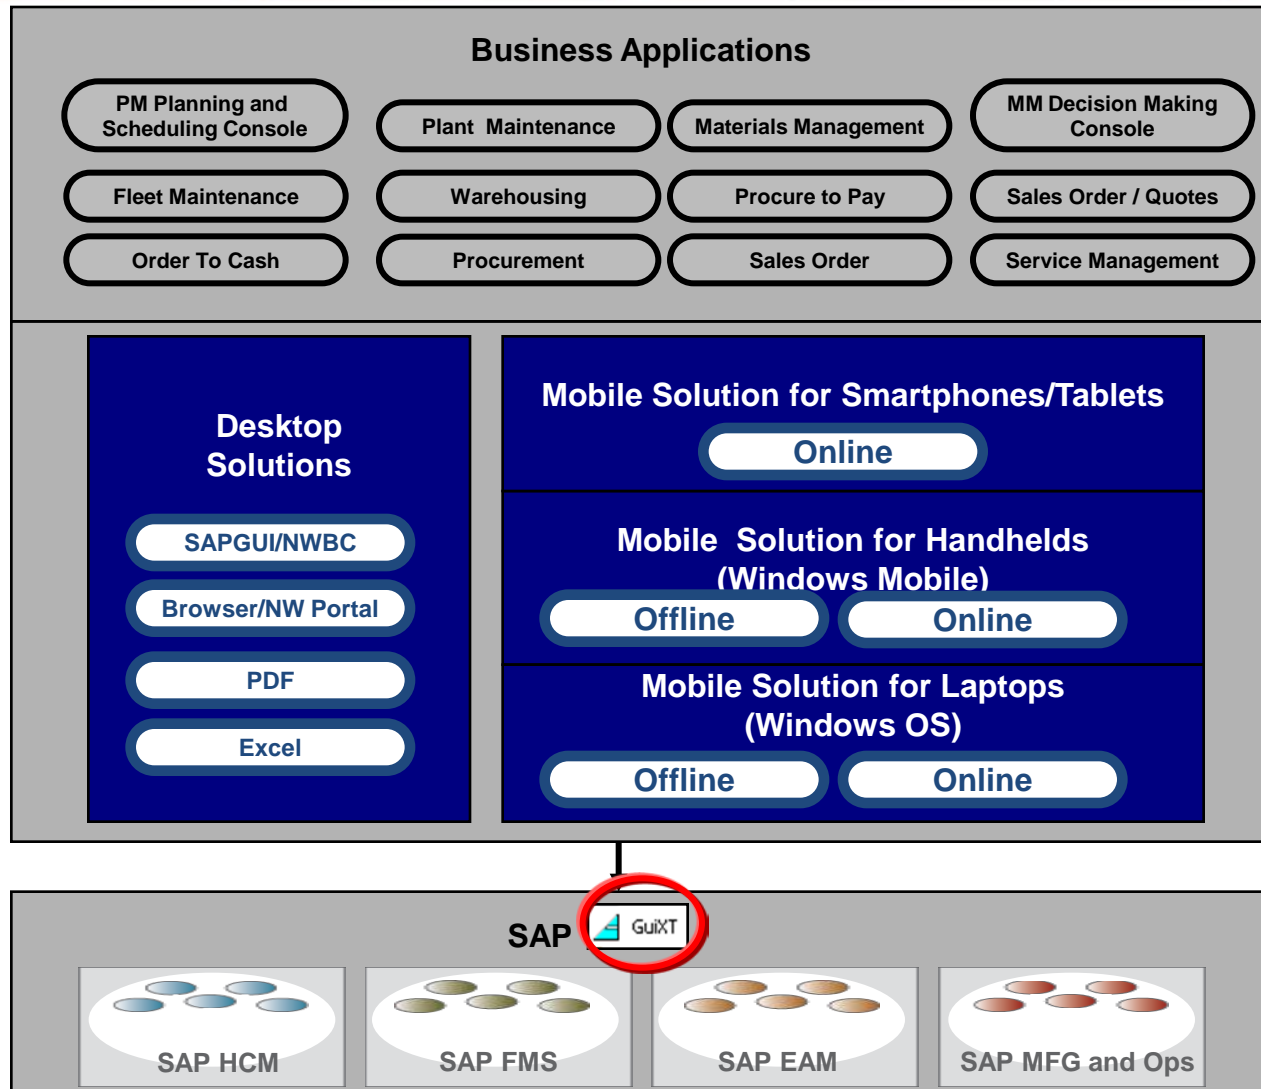 Business Applications
PM Planning and
Scheduling Console
Plant  Maintenance
Materials Management
MM Decision Making
Console
Fleet Maintenance
Warehousing
Procure to Pay
Sales Order / Quotes
Order To Cash
Procurement
Sales Order
Service Management
Desktop
Solutions
SAPGUI/NWBC
Browser/NW Portal
PDF
Excel
Mobile Solution for Smartphones/Tablets
Online
Mobile  Solution for Handhelds
(Windows Mobile)
Offline
Online
Mobile Solution for Laptops
(Windows OS)
Offline
Online
SAP
GuiXT
SAP HCM
SAP FMS
SAP EAM
SAP MFG and Ops